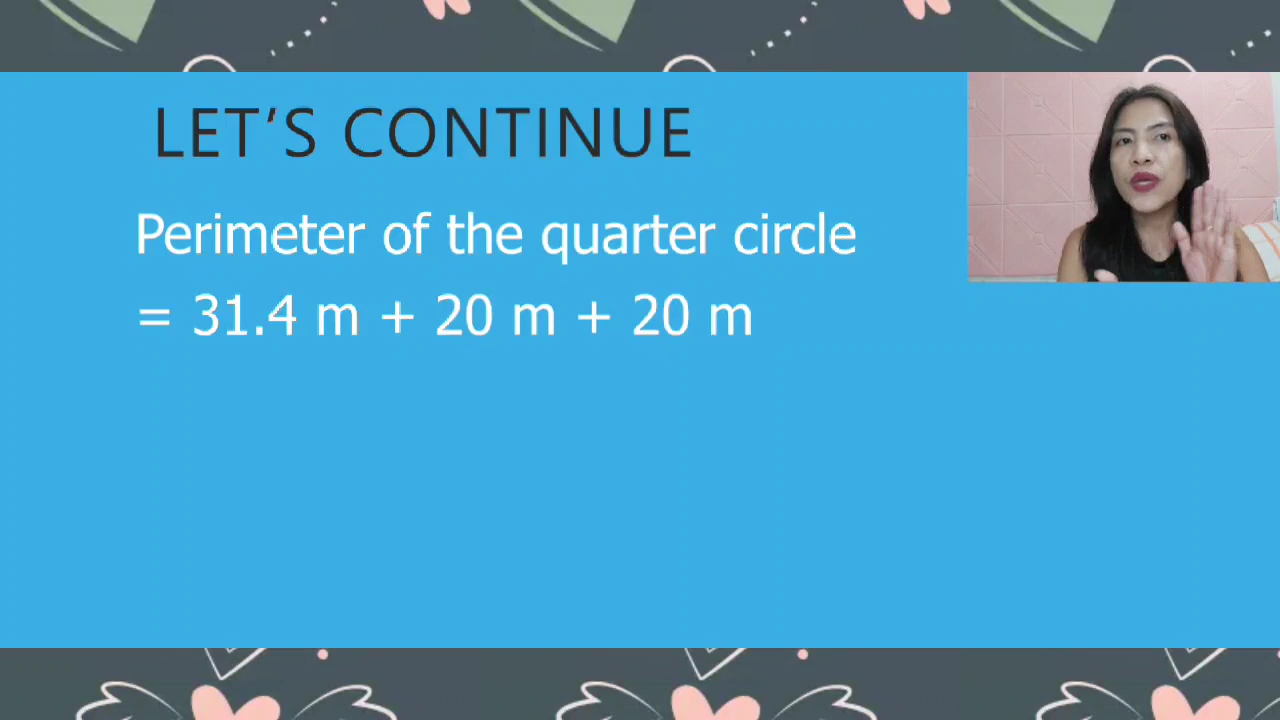 LET’S CONTINUE
Perimeter of the quarter circle
= 31.4 m + 20 m + 20 m